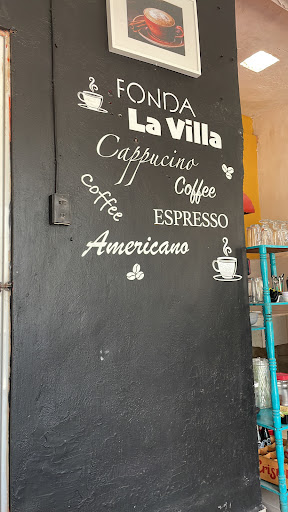 FONDA
La Villa
Cappucino
Coffee
coffee
ESPRESSO
Americano